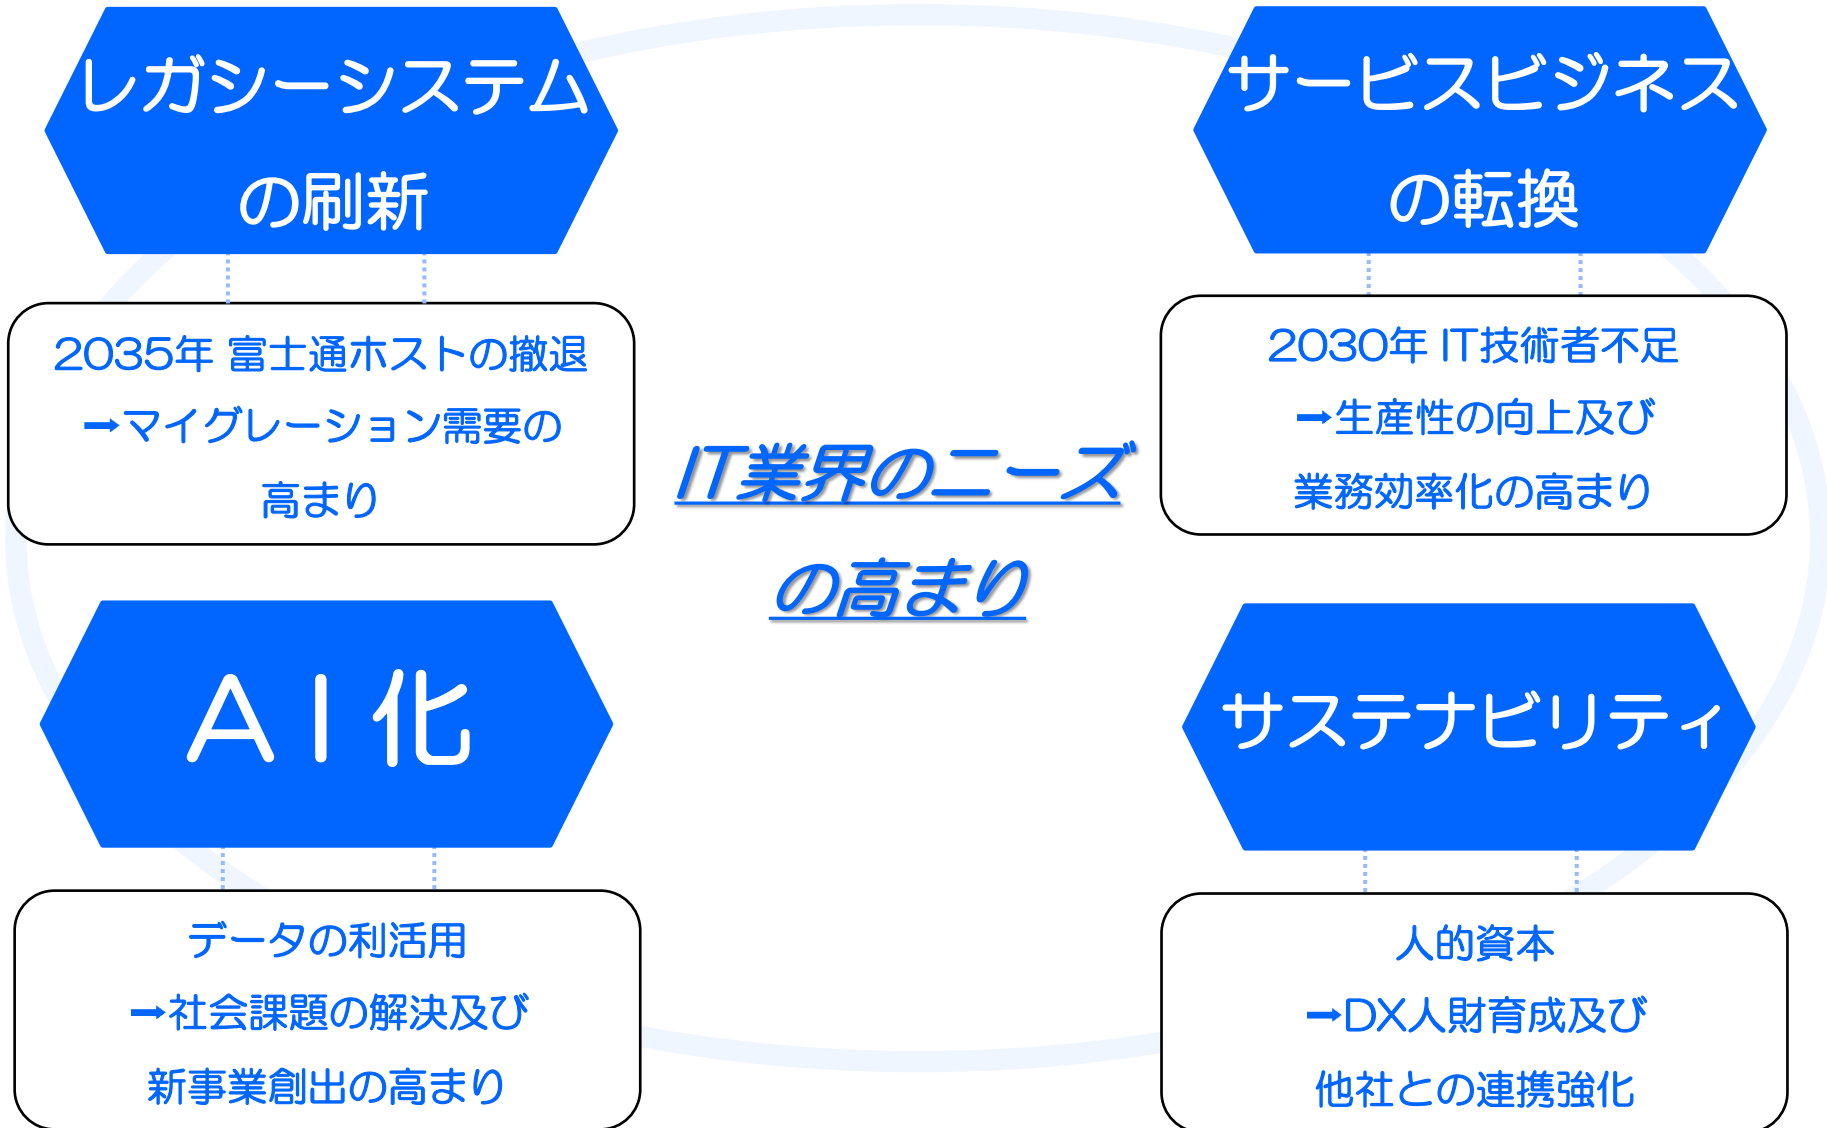 レガシーシステム
の刷新
2035年 富士通ホストの撤退
➡マイグレーション需要の
高まり
サービスビジネス
の転換
2030年 IT技術者不足
➡生産性の向上及び
業務効率化の高まり
IT業界のニーズ
の高まり
ＡＩ化
データの利活用
➡社会課題の解決及び
新事業創出の高まり
サステナビリティ
人的資本
➡DX人財育成及び
他社との連携強化